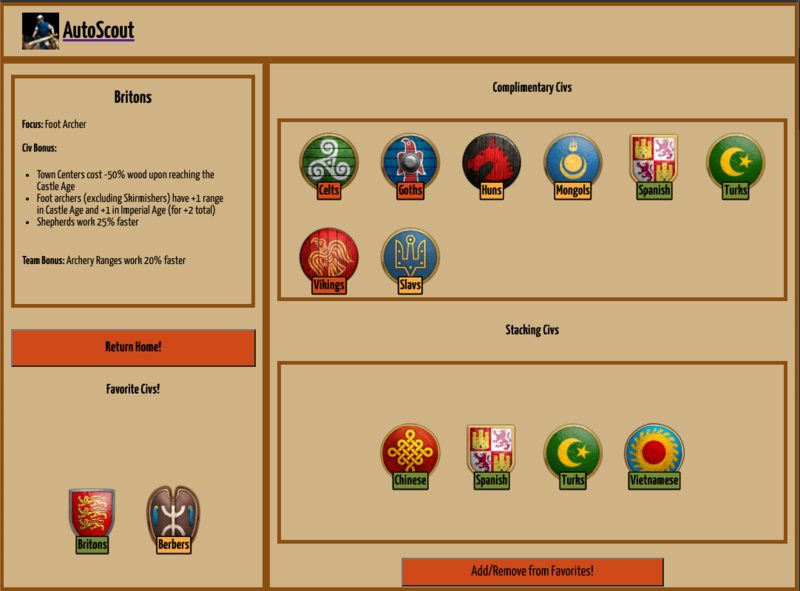 AutoScout
Britons
Focus: Foot Archer
Civ Bonus:
Town Centers cost -50% wood upon reaching the
Castle Age
Foot archers (excluding Skirmishers) have +1 range
in Castle Age and +1 in Imperial Age (for +2 total)
Shepherds work 25% faster
Team Bonus: Archery Ranges work 20% faster
Return Home!
Favorite Civs!
Britons
Berbers
Complimentary Civs
Celts
Goths
Huns
Mongols
Spanish
Turks
Vikings
Slavs
Stacking Civs
Chinese
Spanish
Turks
Vietnamese
Add/Remove from Favorites!